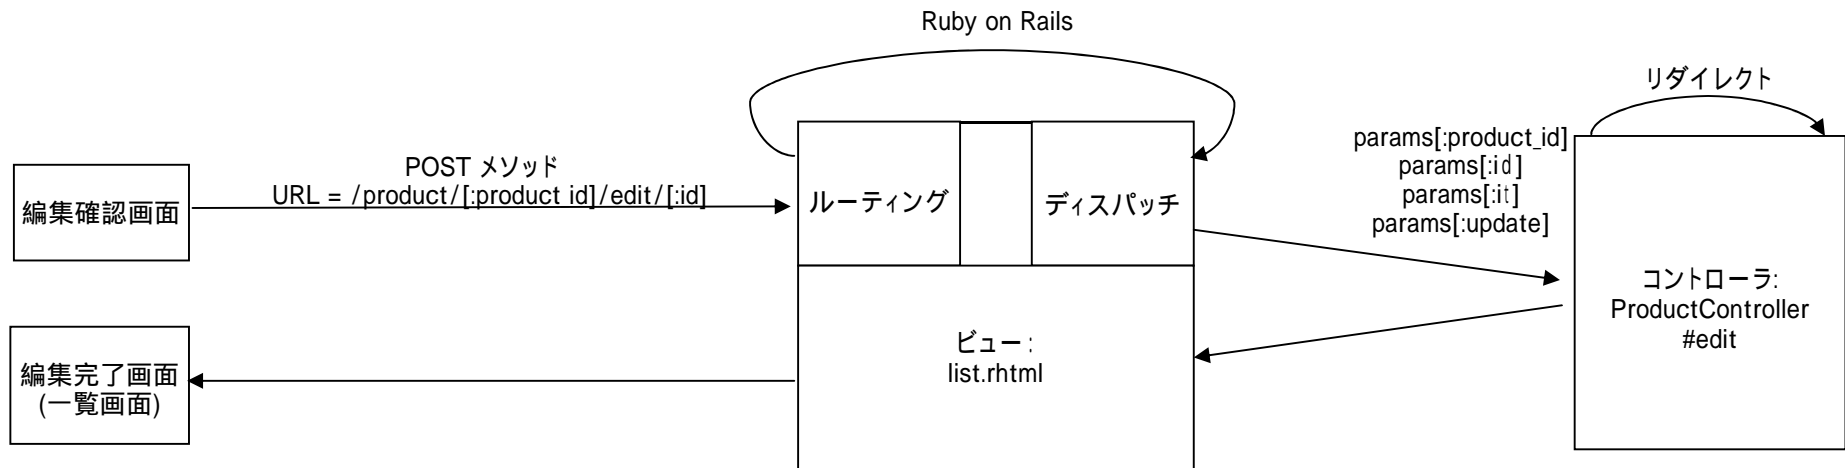 Ruby on Rails
リダイレクト
params[:product_id]
params[:id]
params[:it]
params[:update]
POST メソッド
URL = /product/[:product id]/edit/[:id]
編集確認画面
ルーティング
ディスパッチ
コントローラ:
ProductController
#edit
ビュー:
list.rhtml
編集完了画面
(一覧画面)